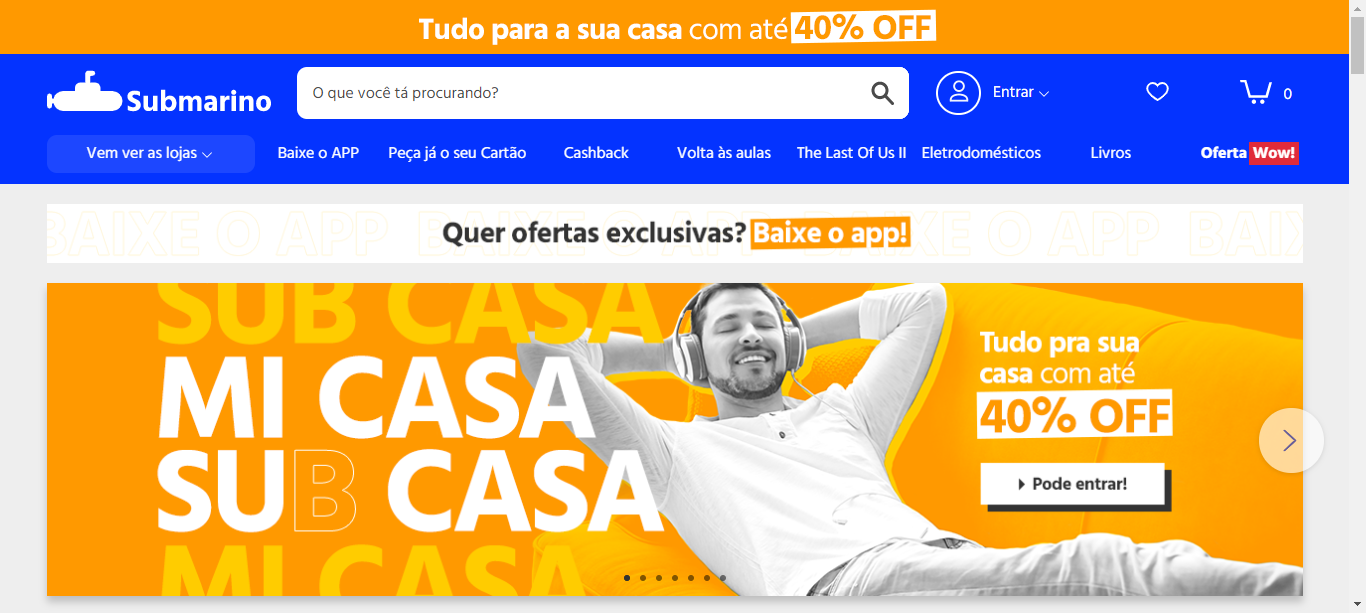 Tudo para a sua casa com até 40% OFF
Submarino
O que você tá procurando?
Entrar
0
Vem ver as lojas
Baixe o APP
Peça já o seu Cartão
Cashback
Volta às aulas
The Last Of Us II
Eletrodomésticos
Livros
Oferta Wow!
BAIXE O APP BAIXE O APP BAIXE O APP BAIX
Quer ofertas exclusivas? Baixe o app!
SUB CASA
MI CASA
SUB CASA
MI CASA
Tudo pra sua
casa com até
40% OFF
Pode entrar!